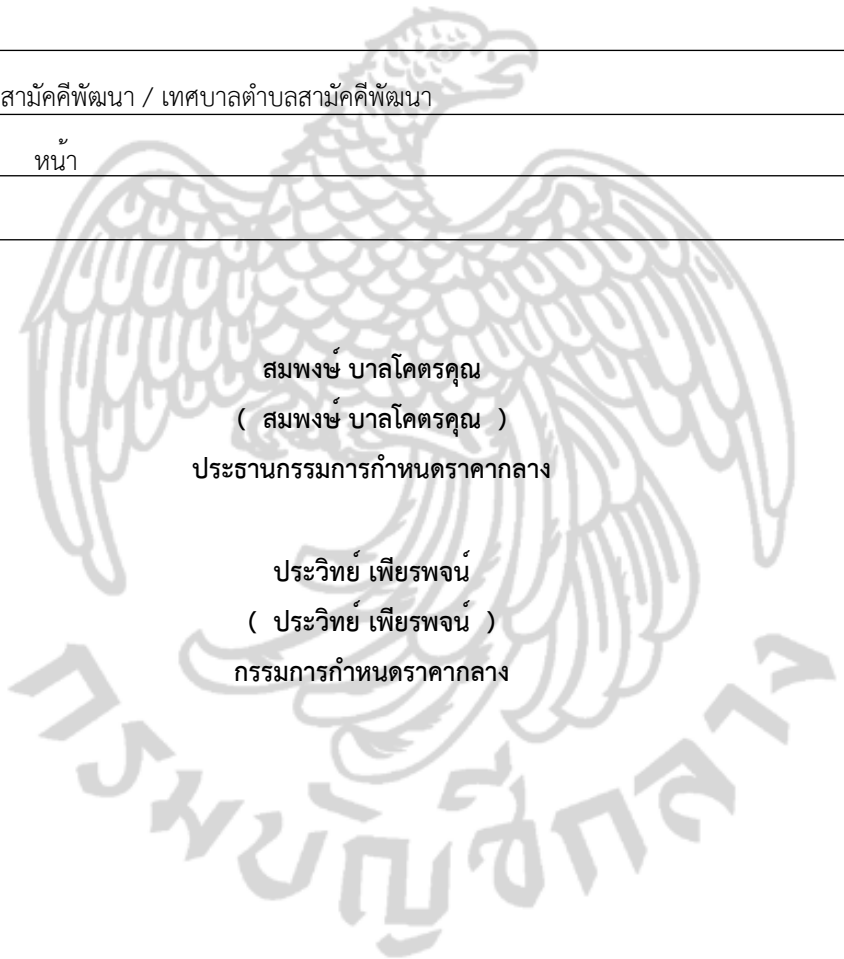 สามัคคีพัฒนา / เทศบาลตำบลสามัคคีพัฒนา
หน้า
สมพงษ์ บาลโคตรคุณ
( สมพงษ์ บาลโคตรคุณ )
ประธานกรรมการกำหนดราคากลาง
ประวิทย์ เพียรพจน์
( ประวิทย์ เพียรพจน์ )
กรรมการกำหนดราคากลาง
กรมบัญชีกลาง